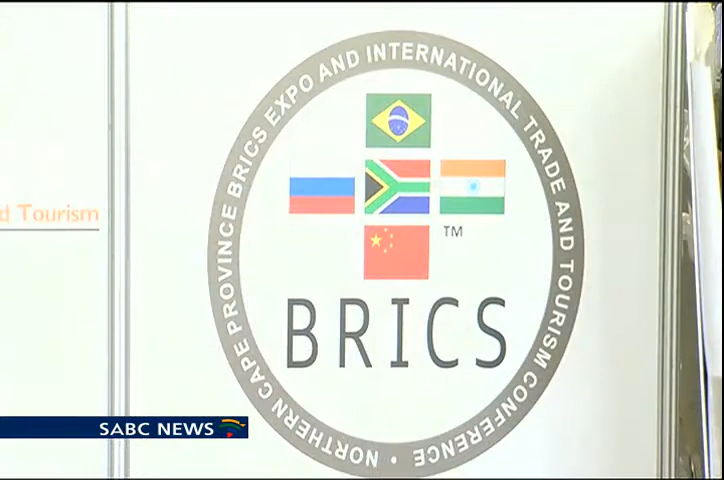 NORTHERN CAPE PROVINCE BRICS EXPO AND INTERNATIONAL TRADE AND TOURISM CONFERENCE •
d Tourism
TM
BRICS
SABC NEWS